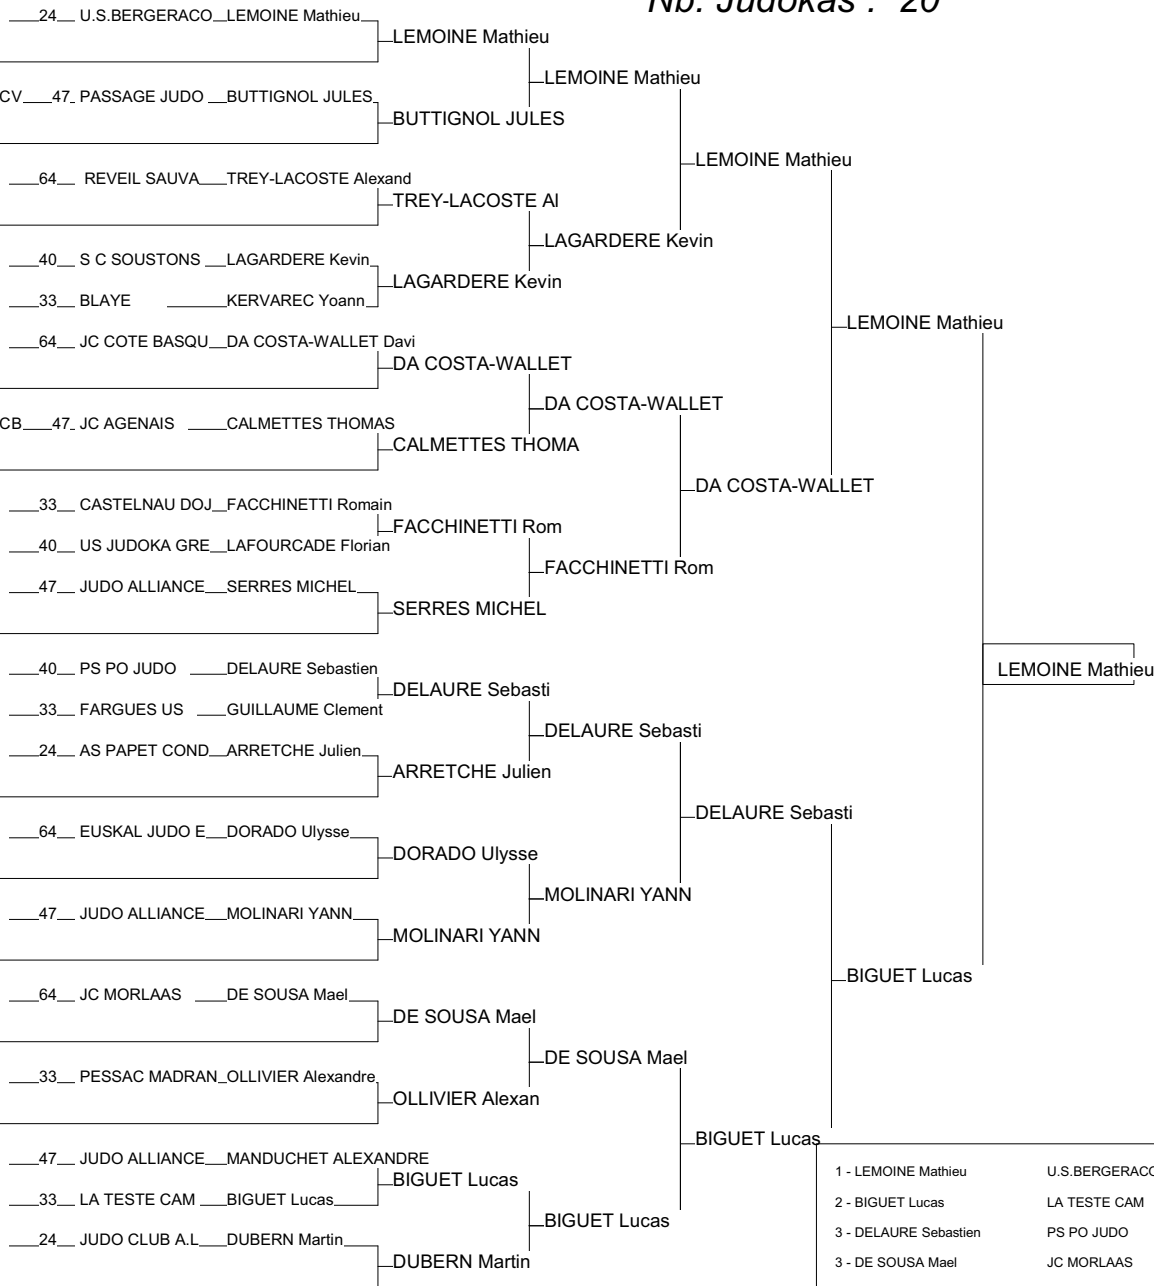 Nb. Judokas : 20
24 U.S.BERGERACO LEMOINE Mathieu
LEMOINE Mathieu
LEMOINE Mathieu
CV 47 PASSAGE JUDO BUTTIGNOL JULES
BUTTIGNOL JULES
LEMOINE Mathieu
64 REVEIL SAUVA TREY-LACOSTE Alexand
TREY-LACOSTE Al
LAGARDERE Kevin
40 S C SOUSTONS LAGARDERE Kevin
LAGARDERE Kevin
33 BLAYE KERVAREC Yoann
LEMOINE Mathieu
64 JC COTE BASQU DA COSTA-WALLET Davi
DA COSTA-WALLET
DA COSTA-WALLET
CB 47 JC AGENAIS CALMETTES THOMAS
CALMETTES THOMA
DA COSTA-WALLET
33 CASTELNAU DOJ FACCHINETTI Romain
FACCHINETTI Rom
40 US JUDOKA GRE LAFOURCADE Florian
FACCHINETTI Rom
47 JUDO ALLIANCE SERRES MICHEL
SERRES MICHEL
LEMOINE Mathieu
40 PS PO JUDO DELAURE Sebastien
DELAURE Sebasti
33 FARGUES US GUILLAUME Clement
DELAURE Sebasti
24 AS PAPET COND ARRETCHE Julien
ARRETCHE Julien
DELAURE Sebasti
64 EUSKAL JUDO E DORADO Ulysse
DORADO Ulysse
MOLINARI YANN
47 JUDO ALLIANCE MOLINARI YANN
MOLINARI YANN
BIGUET Lucas
64 JC MORLAAS DE SOUSA Mael
DE SOUSA Mael
DE SOUSA Mael
33 PESSAC MADRAN OLLIVIER Alexandre
OLLIVIER Alexan
BIGUET Lucas
47 JUDO ALLIANCE MANDUCHET ALEXANDRE
BIGUET Lucas
33 LA TESTE CAM BIGUET Lucas
BIGUET Lucas
24 JUDO CLUB A.L DUBERN Martin
DUBERN Martin
1 - LEMOINE Mathieu U.S.BERGERACO
2 - BIGUET Lucas LA TESTE CAM
3 - DELAURE Sebastien PS PO JUDO
3 - DE SOUSA Mael JC MORLAAS